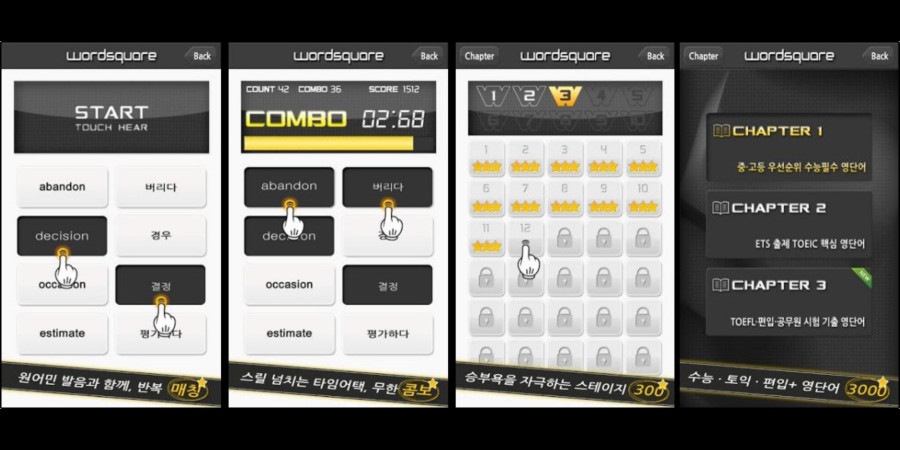 wordsquare
Back
START
TOUCH HEAR
abandon
버리다
decision
경우
occasion
결정
estimate
평가하다
원어민 발음과 함께, 반복 매칭
wordsquare
Back
COUNT 42 COMBO 36 SCORE 1512
COMBO 02:68
abandon
버리다
decision
occasion
결정
estimate
평가하다
스릴 넘치는 타임어택, 무한 콤보
Chapter
wordsquare
Back
1 2 3 4 5
1 2 3 4 5
6 7 8 9 10
11 12
승부욕을 자극하는 스테이지 300
Chapter
wordsquare
Back
CHAPTER 1
중·고등 우선순위 수능필수 영단어
CHAPTER 2
ETS 출제 TOEIC 핵심 영단어
NEW
CHAPTER 3
TOEFL·편입·공무원 시험 기출 영단어
수능 · 토익 · 편입+ 영단어 3000